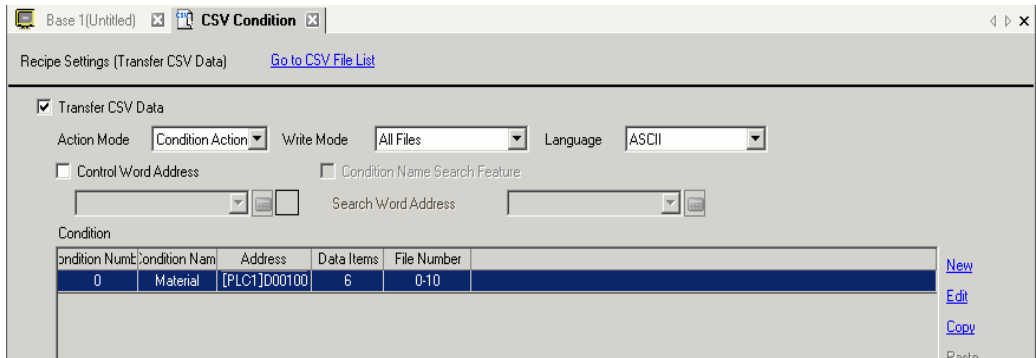 Base 1(Untitled) CSV Condition
Recipe Settings (Transfer CSV Data) Go to CSV File List
Transfer CSV Data
Action Mode Condition Action Write Mode All Files Language ASCII
Control Word Address Condition Name Search Feature
Search Word Address
Condition
ondition Numb ondition Nam Address Data Items File Number
0 Material [PLC1]D00100 6 0-10
New
Edit
Copy
Paste